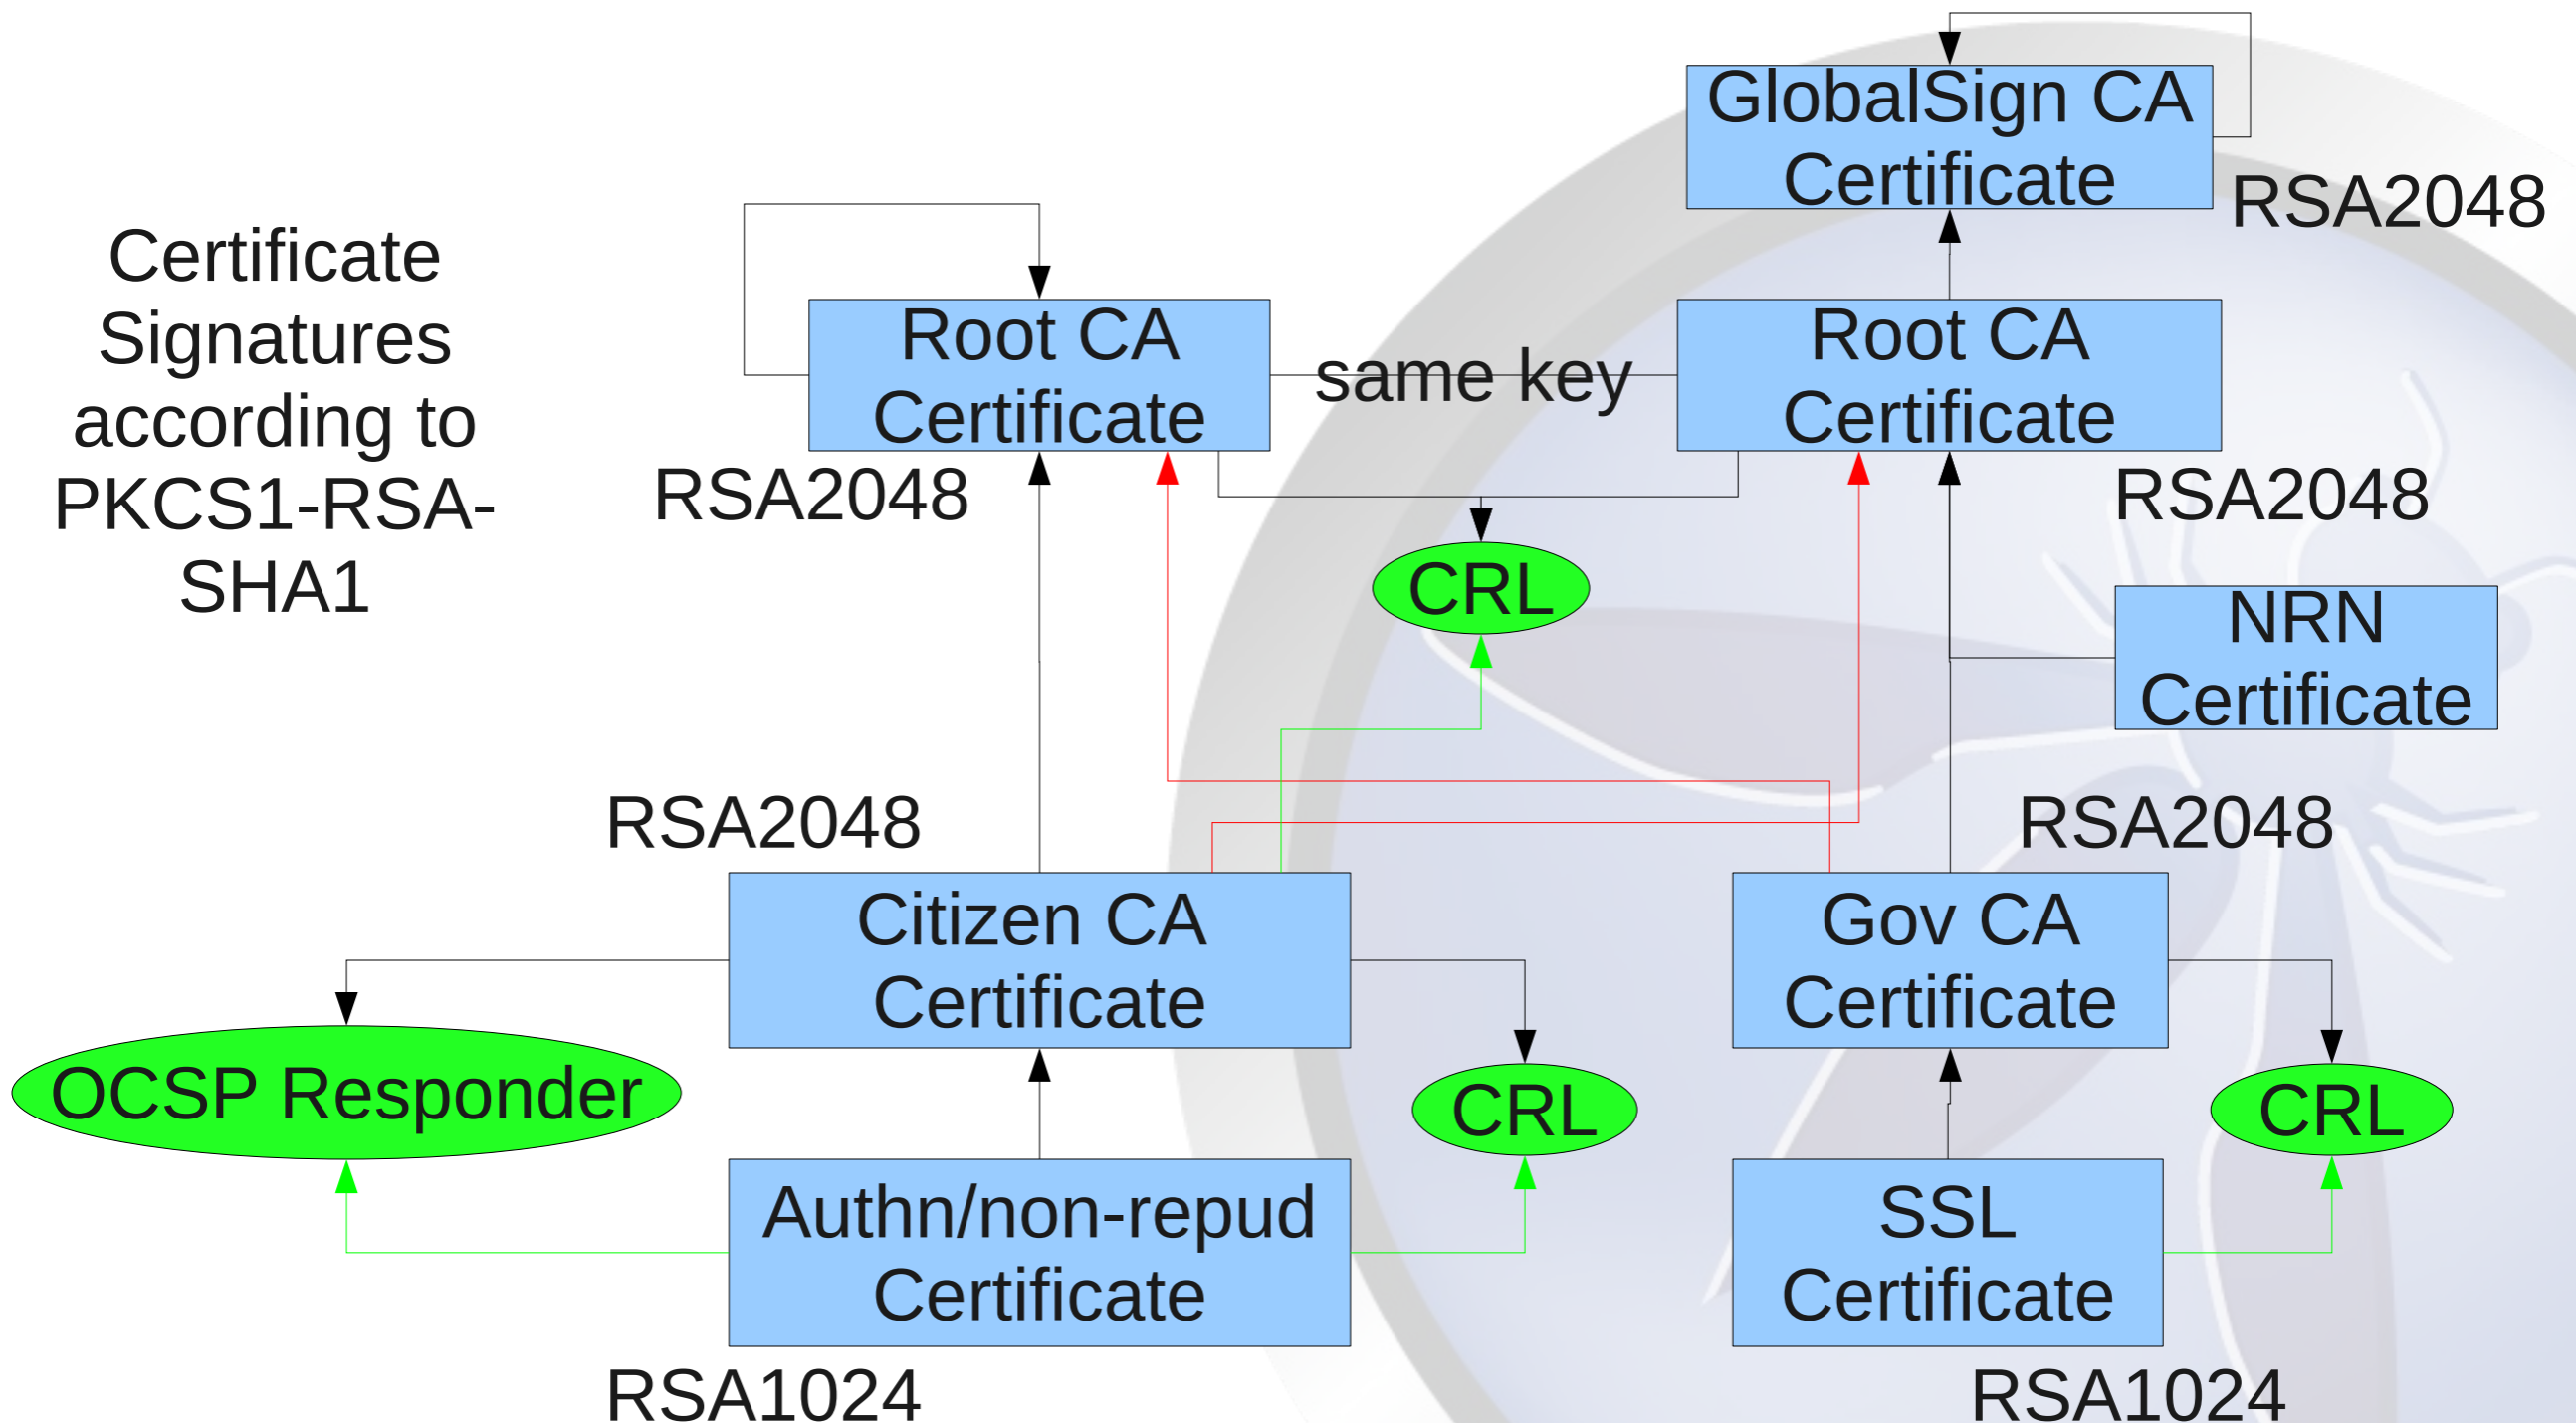 GlobalSign CA
Certificate
RSA2048
Certificate
Signatures
according to
PKCS1-RSA-
SHA1
Root CA
Certificate
same key
Root CA
Certificate
RSA2048
RSA2048
CRL
NRN
Certificate
RSA2048
RSA2048
Citizen CA
Certificate
Gov CA
Certificate
OCSP Responder
CRL
CRL
Authn/non-repud
Certificate
SSL
Certificate
RSA1024
RSA1024